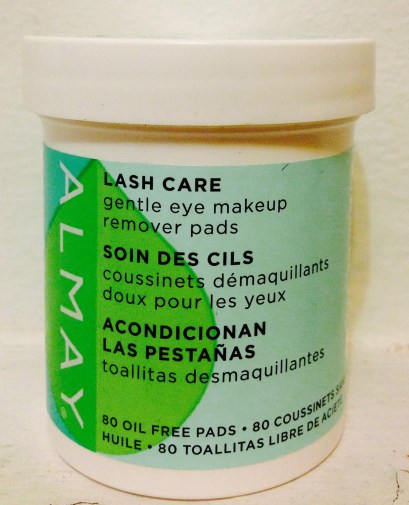 ALMAY®
LASH CARE
gentle eye makeup
remover pads
SOIN DES CILS
coussinets démaquillants
doux pour les yeux
ACONDICIONAN
LAS PESTAÑAS
toallitas desmaquillantes
80 OIL FREE PADS • 80 COUSSINETS
HUILE • 80 TOALLITAS LIBRE DE ACIETE